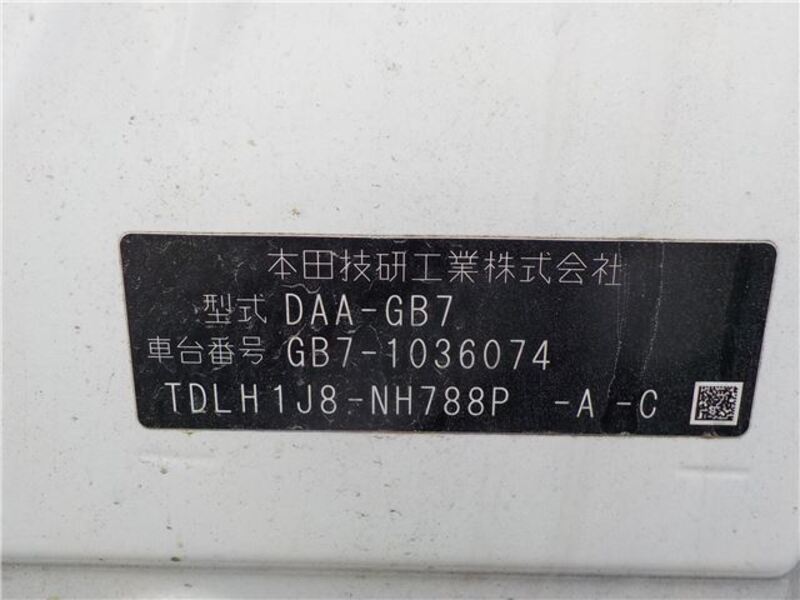 本田技研工業株式会社
型式 DAA-GB7
車台番号 GB7-1036074
TDLH1J8-NH788P -A -C